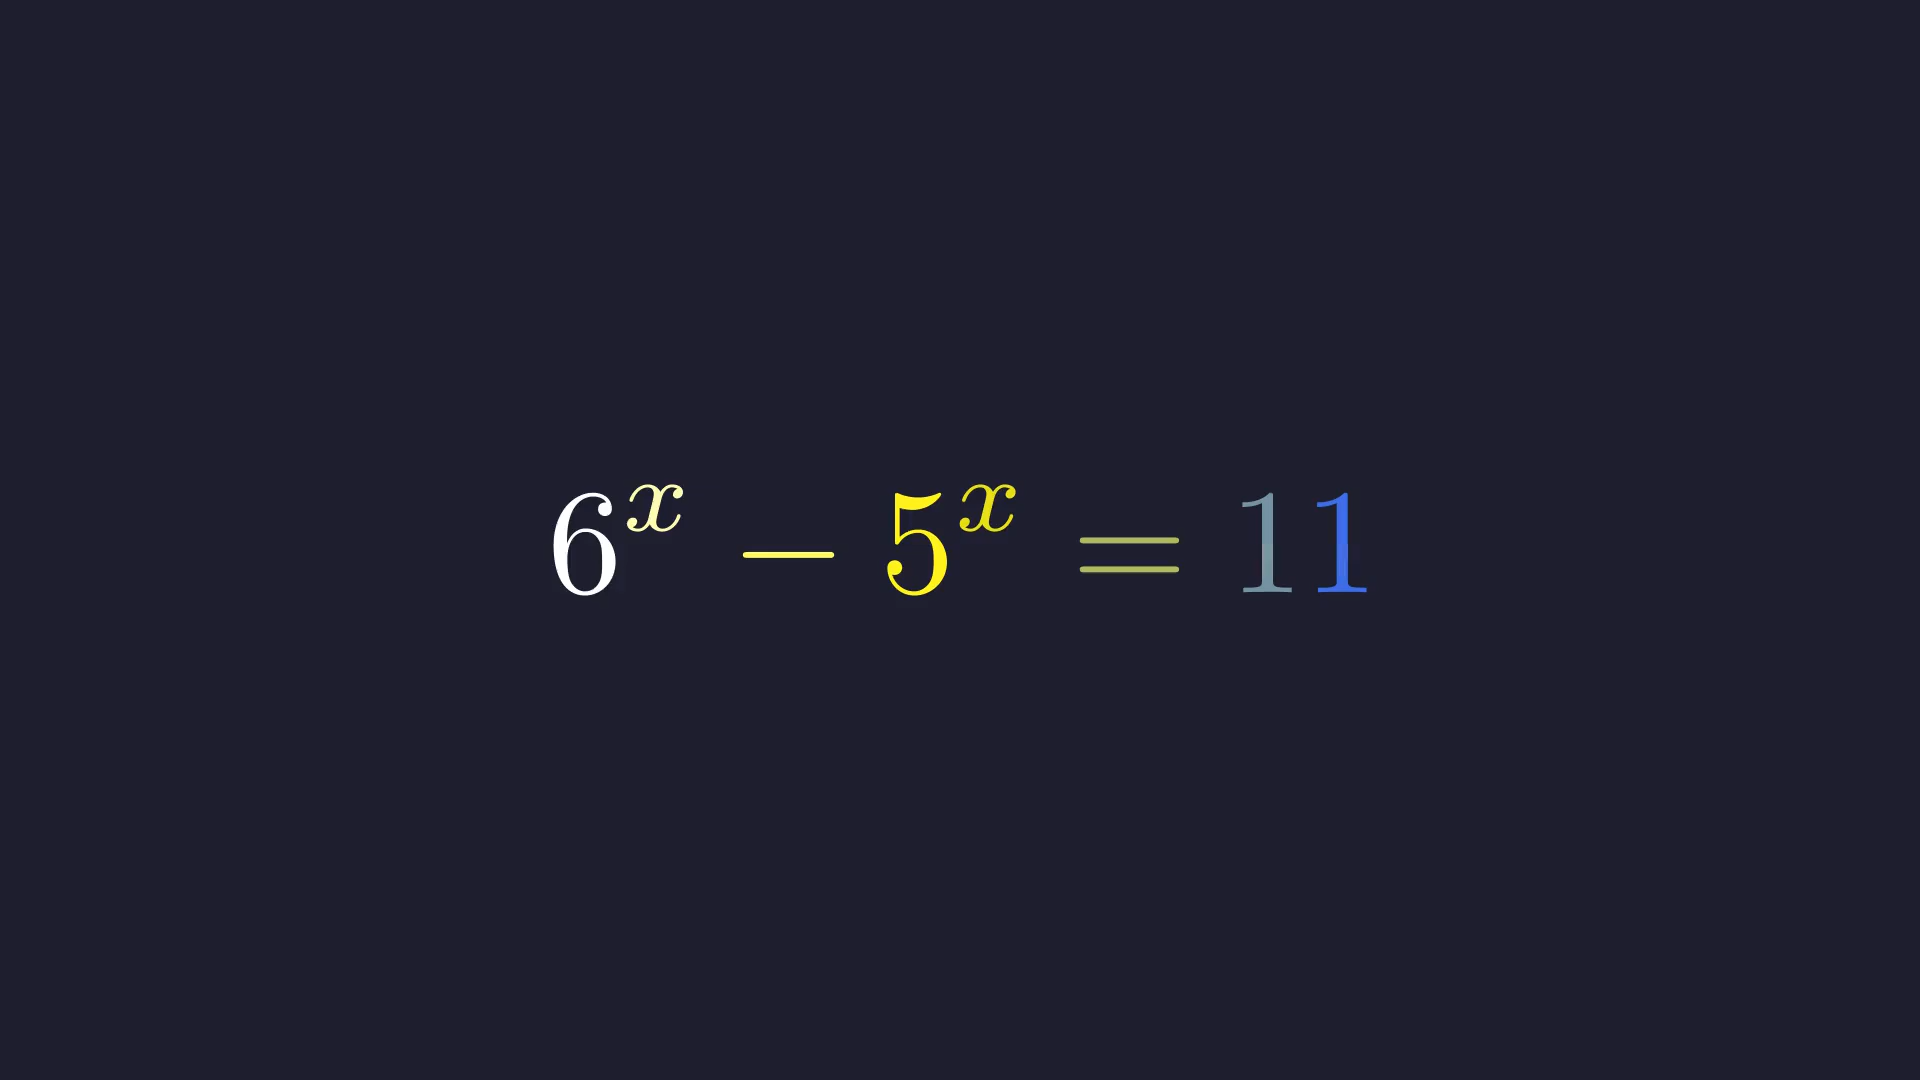 6^x − 5^x = 11